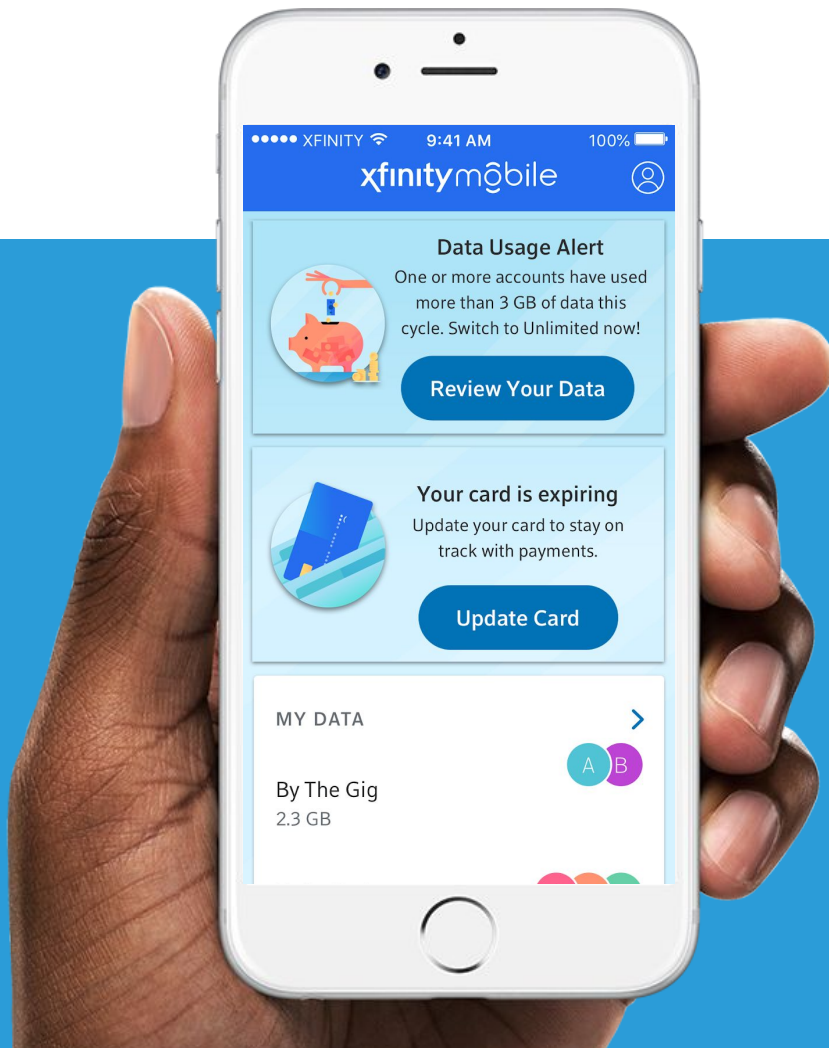 XFINITY 9:41 AM 100%
xfinity mobile
Data Usage Alert
One or more accounts have used
more than 3 GB of data this
cycle. Switch to Unlimited now!
Review Your Data
Your card is expiring
Update your card to stay on
track with payments.
Update Card
MY DATA
A B
By The Gig
2.3 GB